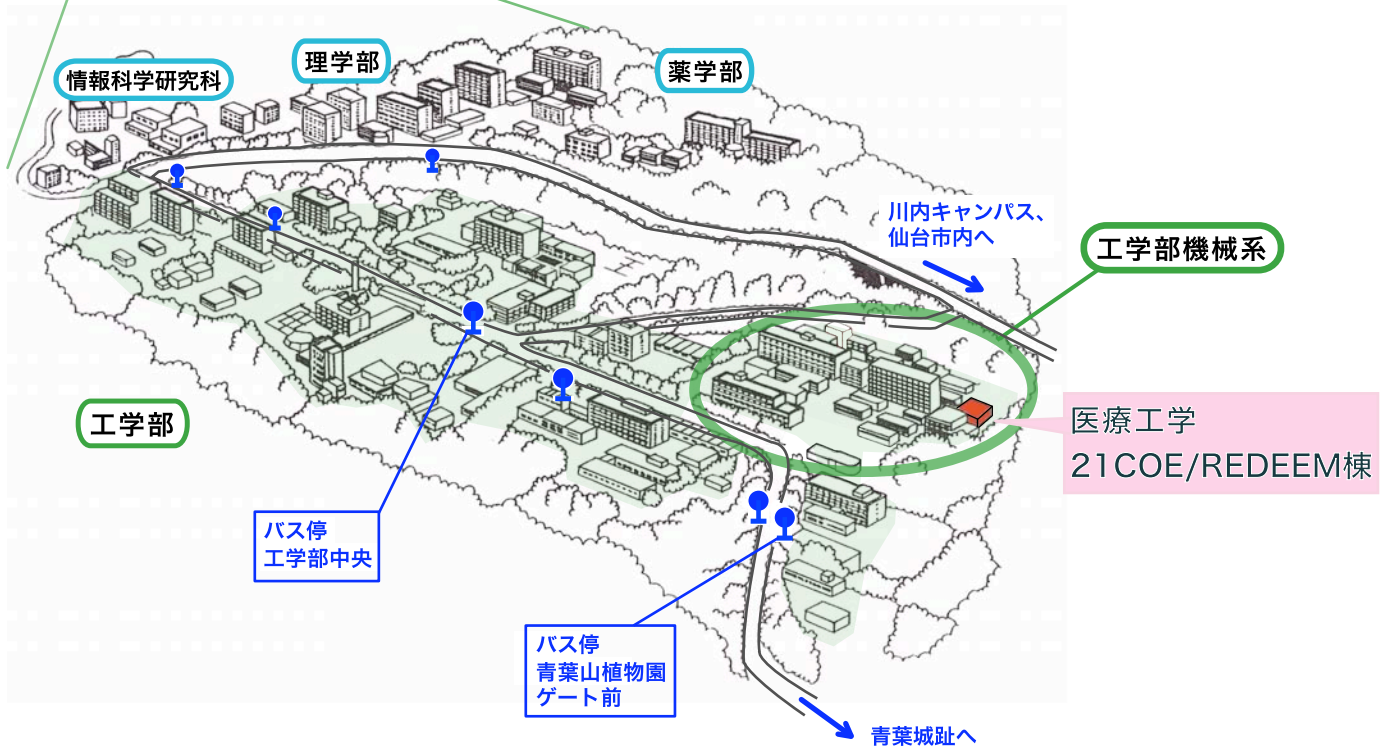 情報科学研究科
理学部
薬学部
川内キャンパス、
仙台市内へ
工学部機械系
工学部
医療工学
21COE/REDEEM棟
バス停
工学部中央
バス停
青葉山植物園
ゲート前
青葉城趾へ